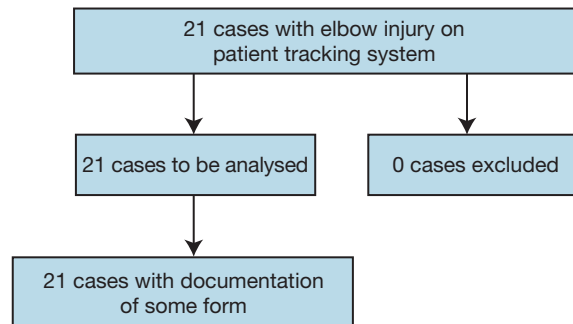 21 cases with elbow injury on
patient tracking system
21 cases to be analysed
0 cases excluded
21 cases with documentation
of some form